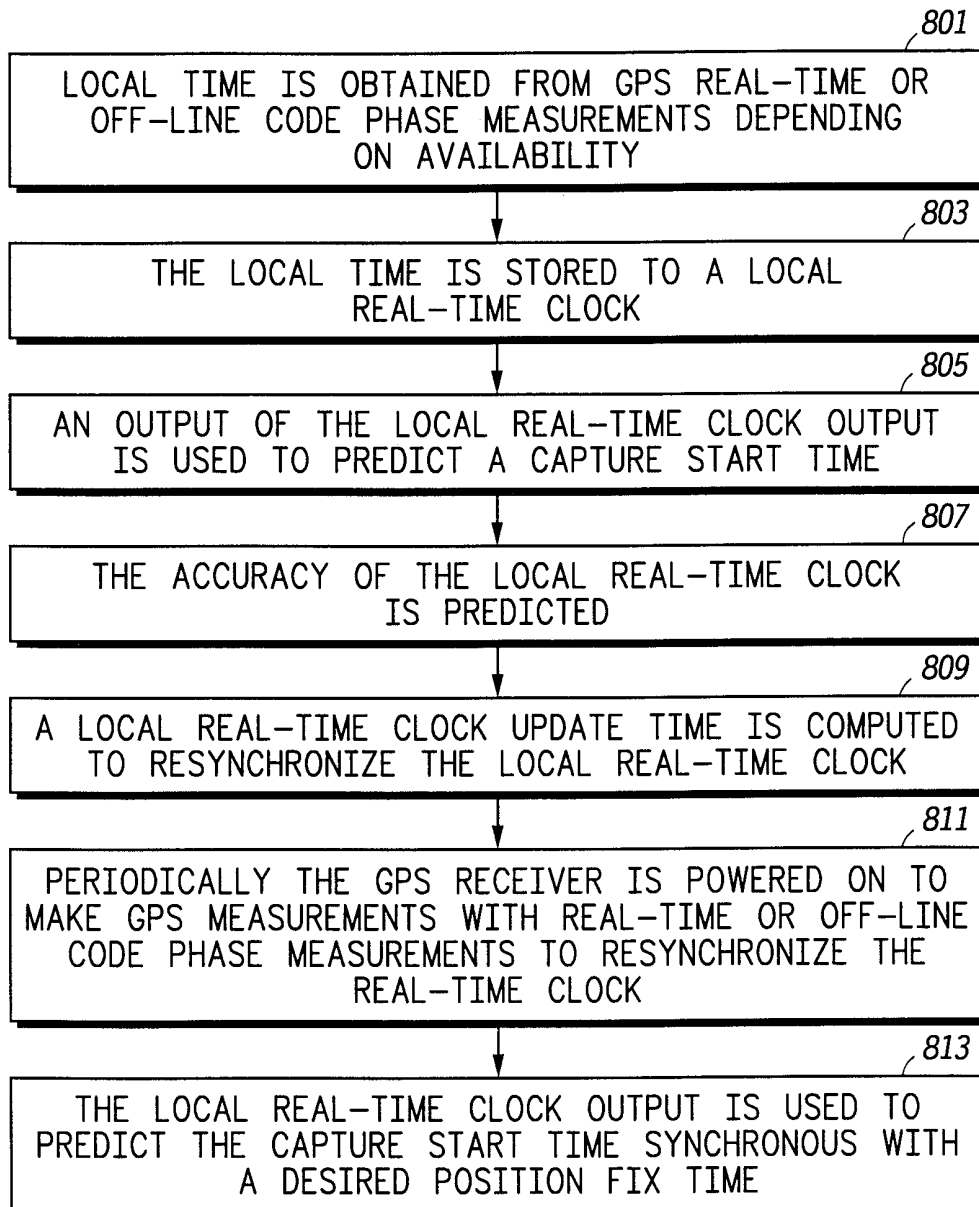 801
LOCAL TIME IS OBTAINED FROM GPS REAL-TIME OR
OFF-LINE CODE PHASE MEASUREMENTS DEPENDING
ON AVAILABILITY
803
THE LOCAL TIME IS STORED TO A LOCAL
REAL-TIME CLOCK
805
AN OUTPUT OF THE LOCAL REAL-TIME CLOCK OUTPUT
IS USED TO PREDICT A CAPTURE START TIME
807
THE ACCURACY OF THE LOCAL REAL-TIME CLOCK
IS PREDICTED
809
A LOCAL REAL-TIME CLOCK UPDATE TIME IS COMPUTED
TO RESYNCHRONIZE THE LOCAL REAL-TIME CLOCK
811
PERIODICALLY THE GPS RECEIVER IS POWERED ON TO
MAKE GPS MEASUREMENTS WITH REAL-TIME OR OFF-LINE
CODE PHASE MEASUREMENTS TO RESYNCHRONIZE THE
REAL-TIME CLOCK
813
THE LOCAL REAL-TIME CLOCK OUTPUT IS USED TO
PREDICT THE CAPTURE START TIME SYNCHRONOUS WITH
A DESIRED POSITION FIX TIME